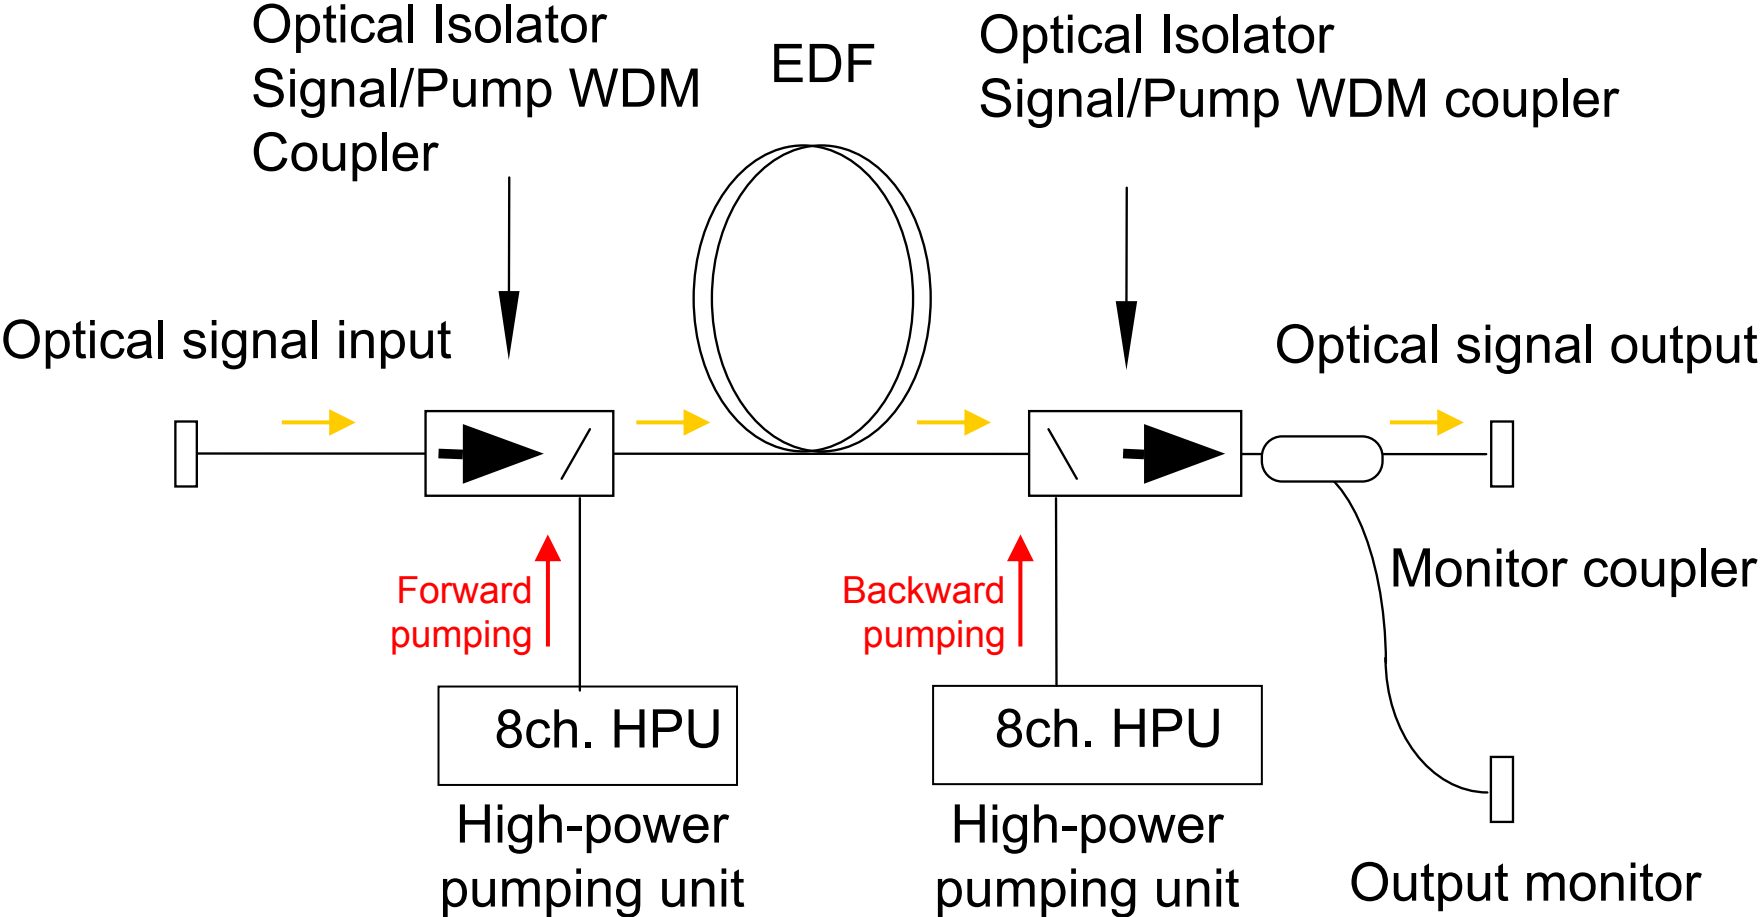 Optical Isolator
Signal/Pump WDM
Coupler
EDF
Optical Isolator
Signal/Pump WDM coupler
Optical signal input
Optical signal output
Forward
pumping
Backward
pumping
Monitor coupler
8ch. HPU
8ch. HPU
High-power
pumping unit
High-power
pumping unit
Output monitor